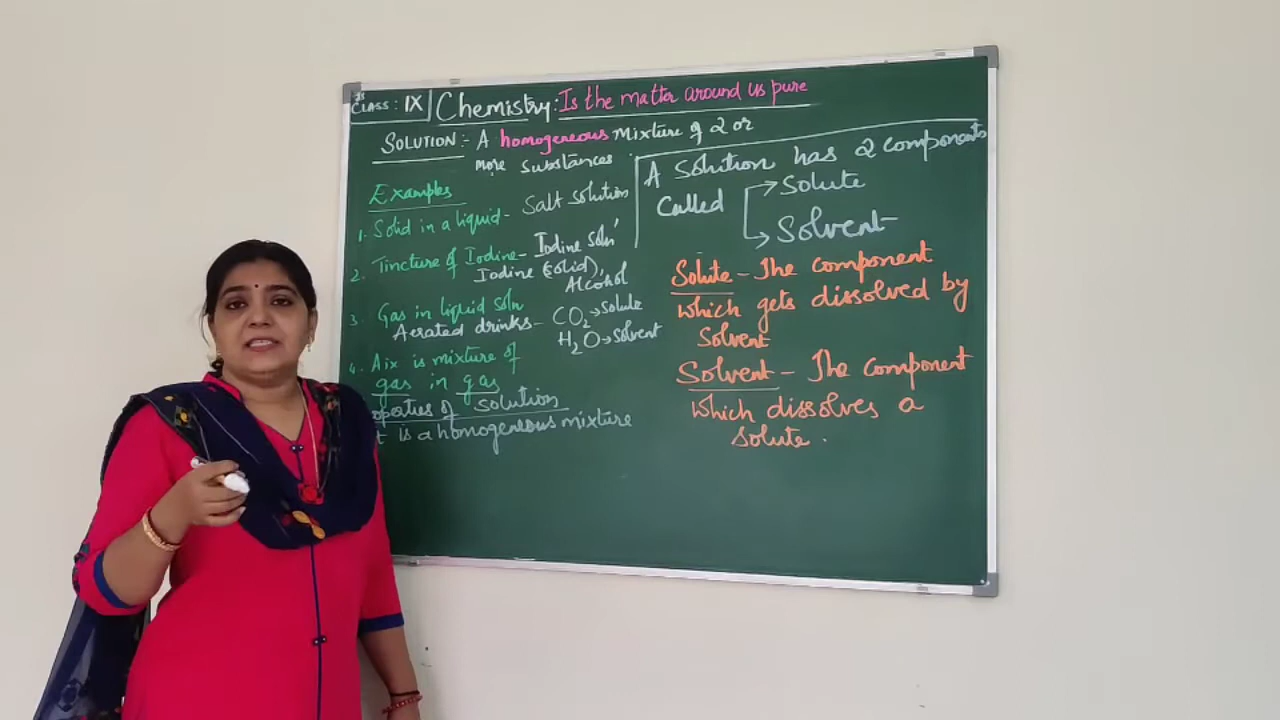 CLASS: IX
Chemistry: Is the matter around us pure
SOLUTION:- A homogeneous Mixture of 2 or
more substances
Examples
1. Solid in a liquid- Salt solution
2. Tincture of Iodine- Iodine soln'
Iodine (solid),
Alcohol
3. Gas in liquid soln
Aerated drinks- CO2→solute
H2O→solvent
4. Air is mixture of
gas in gas
operties of solution
t is a homogeneous mixture
A Solution has 2 components
Called
→Solute
→Solvent
Solute - The component
which gets dissolved by
Solvent
Solvent - The component
which dissolves a
solute.